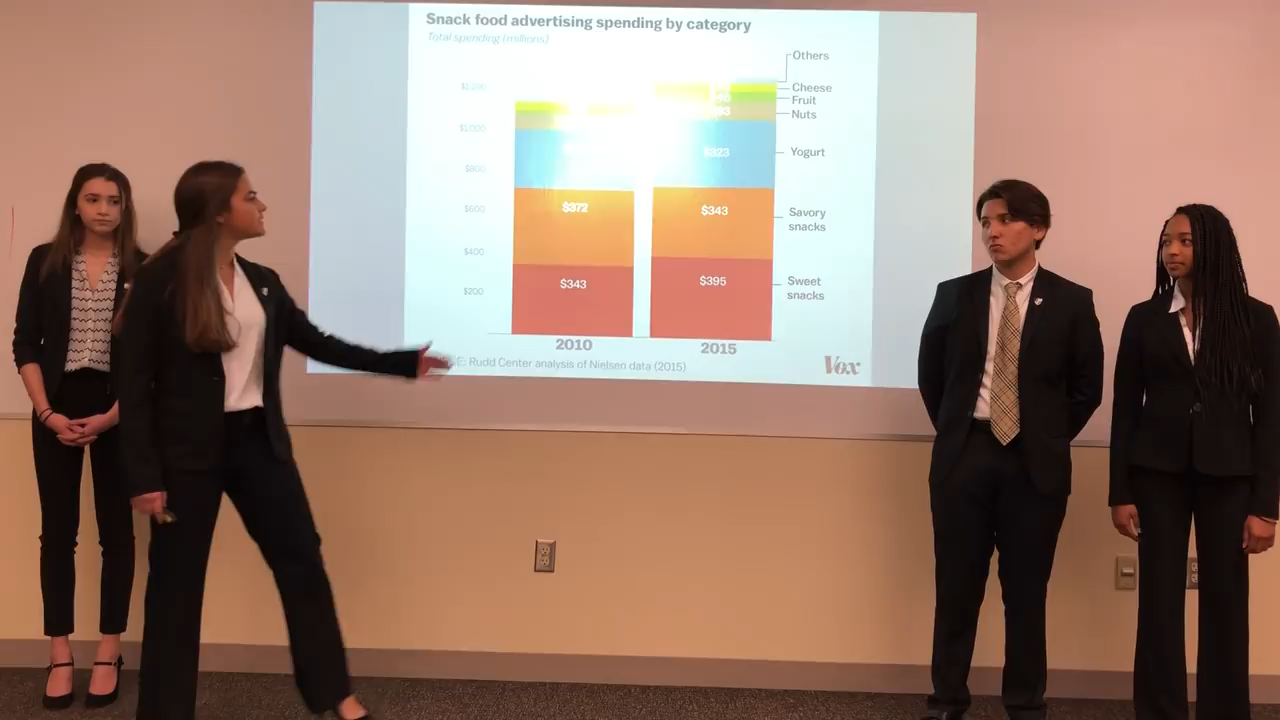 Snack food advertising spending by category
Total spending (millions)
Others
$1,200
Cheese
Fruit
Nuts
$1,000
$323
Yogurt
$800
$372
$343
Savory
snacks
$600
$400
$343
$395
Sweet
snacks
$200
2010
2015
Rudd Center analysis of Nielsen data (2015)
Vox